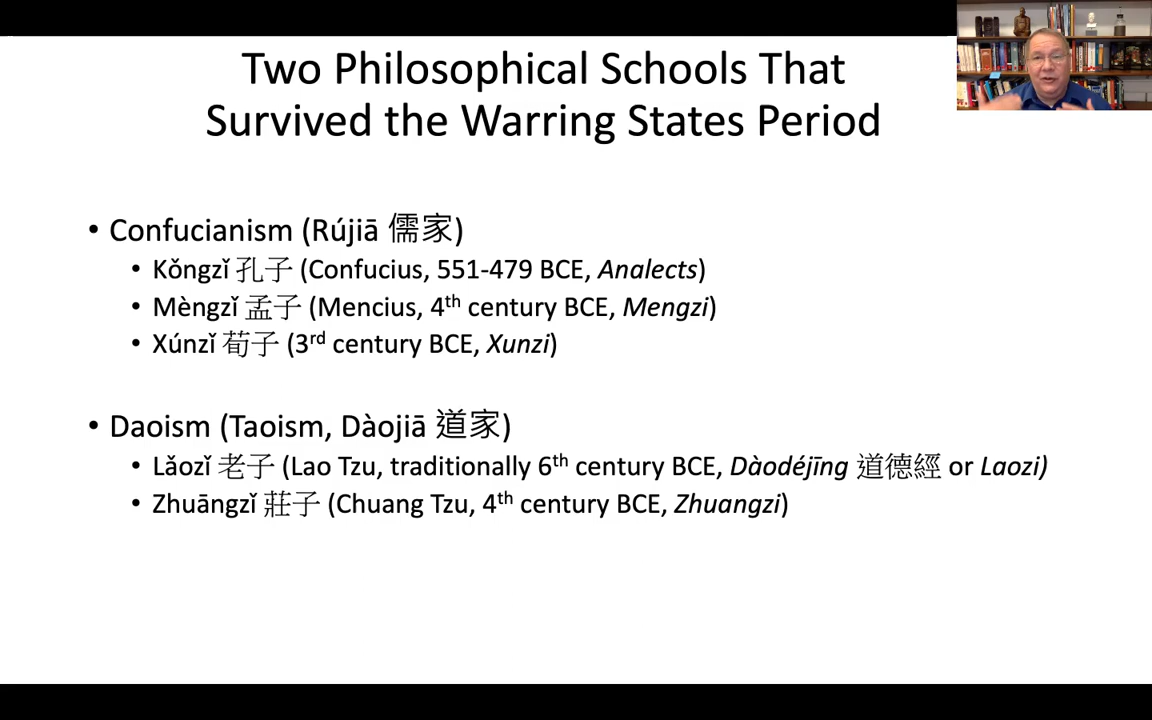 Two Philosophical Schools That
Survived the Warring States Period
• Confucianism (Rújiā 儒家)
• Kǒngzǐ 孔子 (Confucius, 551-479 BCE, Analects)
• Mèngzǐ 孟子 (Mencius, 4th century BCE, Mengzi)
• Xúnzǐ 荀子 (3rd century BCE, Xunzi)
• Daoism (Taoism, Dàojiā 道家)
• Lǎozǐ 老子 (Lao Tzu, traditionally 6th century BCE, Dàodéjīng 道德經 or Laozi)
• Zhuāngzǐ 莊子 (Chuang Tzu, 4th century BCE, Zhuangzi)